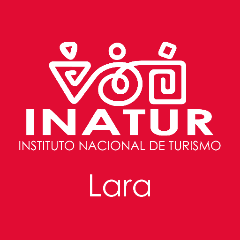 INATUR
INSTITUTO NACIONAL DE TURISMO
Lara